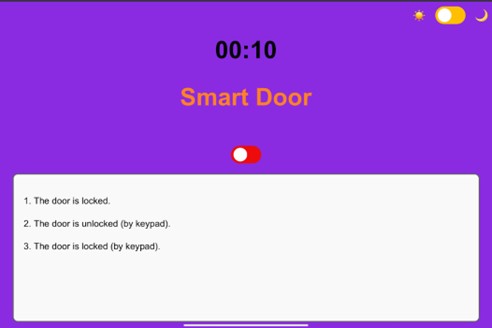 00:10
Smart Door
1. The door is locked.
2. The door is unlocked (by keypad).
3. The door is locked (by keypad).